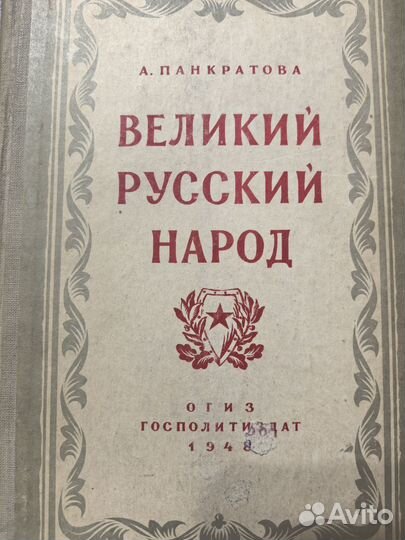 А. ПАНКРАТОВА
ВЕЛИКИЙ
РУССКИЙ
НАРОД
ОГИЗ
ГОСПОЛИТИЗДАТ
1948
Avito